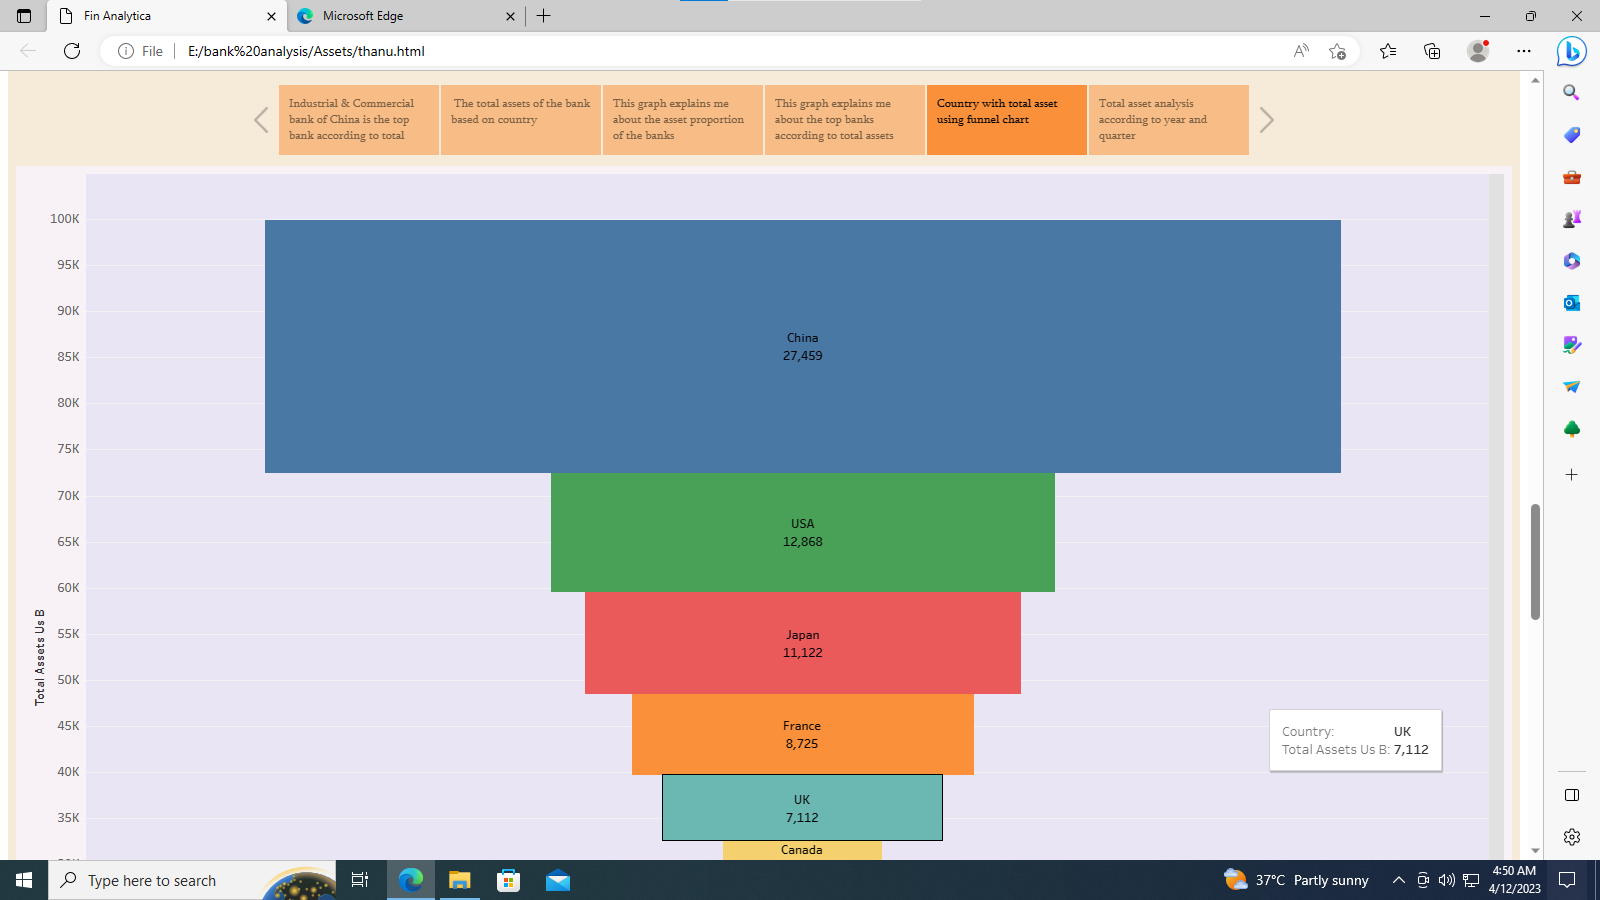 Fin Analytica
Microsoft Edge
File
E:/bank%20analysis/Assets/thanu.html
Industrial & Commercial
bank of China is the top
bank according to total
The total assets of the bank
based on country
This graph explains me
about the asset proportion
of the banks
This graph explains me
about the top banks
according to total assets
Country with total asset
using funnel chart
Total asset analysis
according to year and
quarter
100K
95K
90K
85K
80K
75K
70K
65K
60K
55K
50K
45K
40K
35K
Total Assets Us B
China
27,459
USA
12,868
Japan
11,122
France
8,725
UK
7,112
Canada
Country: UK
Total Assets Us B: 7,112
Type here to search
37°C Partly sunny
4:50 AM
4/12/2023